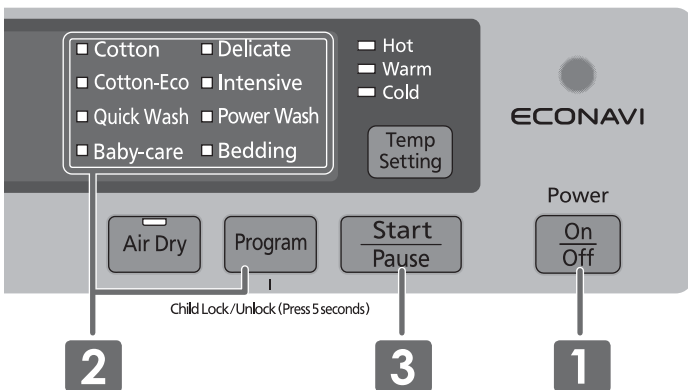 Cotton
Delicate
Cotton-Eco
Intensive
Quick Wash
Power Wash
Baby-care
Bedding
Hot
Warm
Cold
Temp
Setting
ECONAVI
Power
On
Off
Air Dry
Program
Start
Pause
Child Lock/Unlock (Press 5 seconds)
2
3
1